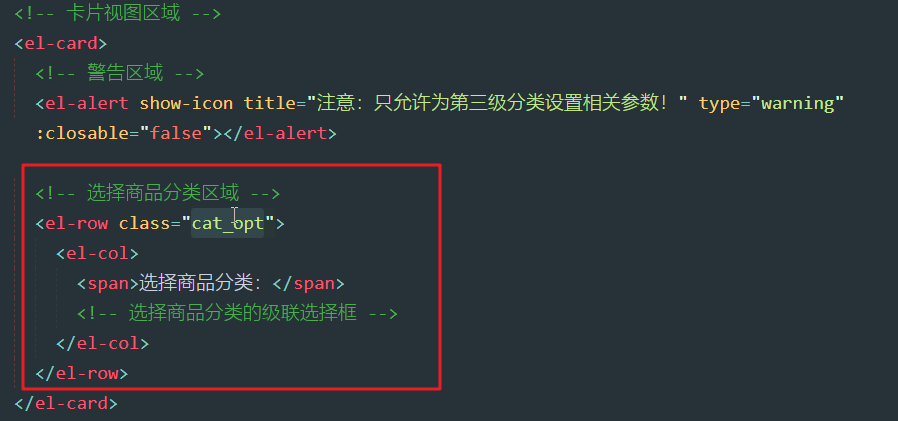 <!-- 卡片视图区域 -->
<el-card>
<!-- 警告区域 -->
<el-alert show-icon title="注意：只允许为第三级分类设置相关参数！" type="warning"
:closable="false"></el-alert>
<!-- 选择商品分类区域 -->
<el-row class="cat_opt">
<el-col>
<span>选择商品分类：</span>
<!-- 选择商品分类的级联选择框 -->
</el-col>
</el-row>
</el-card>